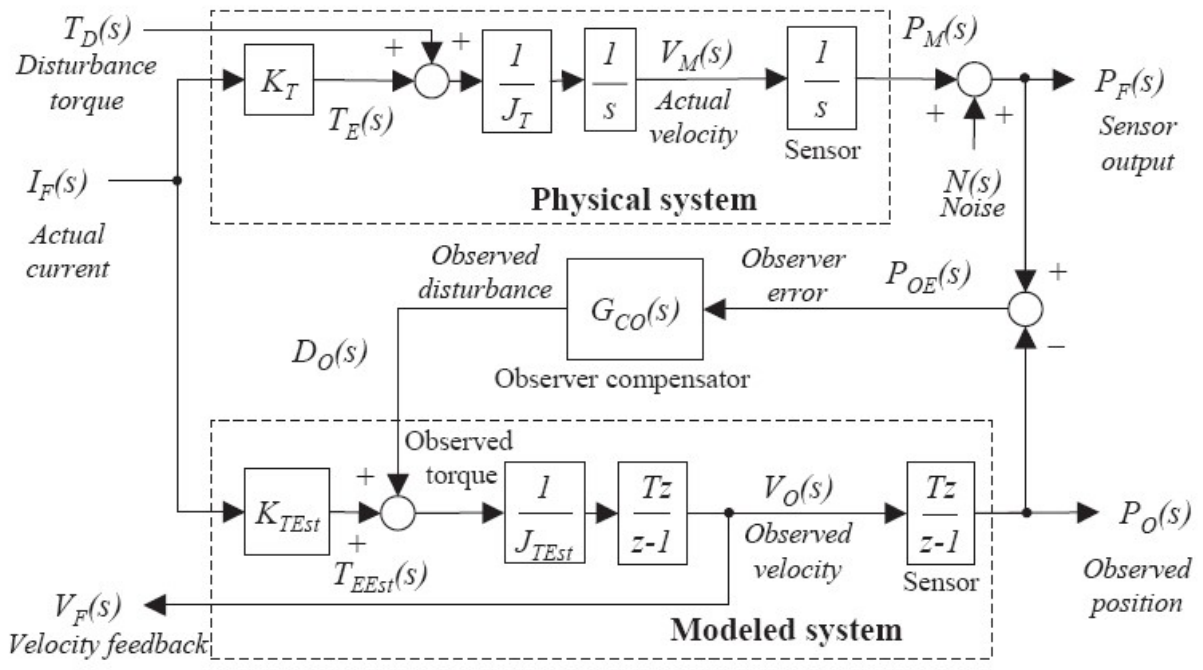 T_D(s)
Disturbance
torque
+ +
K_T
T_E(s)
1
J_T
1
s
V_M(s)
Actual
velocity
1
s
Sensor
P_M(s)
+ +
N(s)
Noise
P_F(s)
Sensor
output
I_F(s)
Actual
current
Physical system
Observed
disturbance
D_O(s)
G_CO(s)
Observer compensator
Observer
error
P_OE(s)
+
−
K_TEst
+
+
T_EEst(s)
Observed
torque
1
J_TEst
Tz
z-1
V_O(s)
Observed
velocity
Tz
z-1
Sensor
P_O(s)
Observed
position
V_F(s)
Velocity feedback
Modeled system